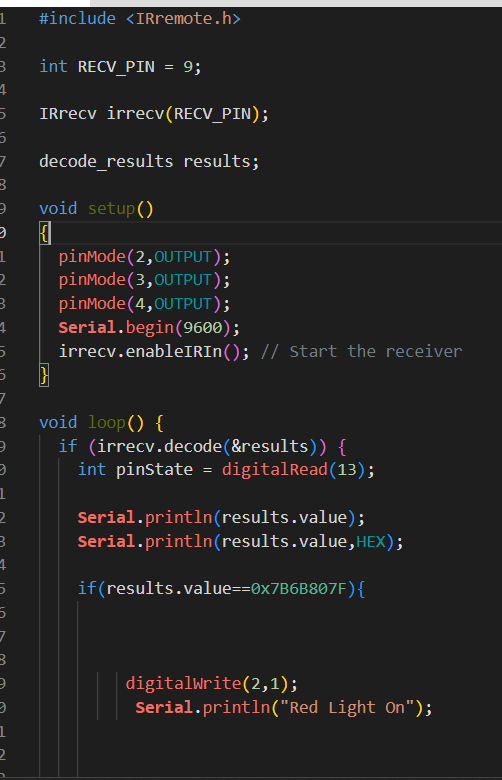 1 #include <IRremote.h>
2
3 int RECV_PIN = 9;
4
5 IRrecv irrecv(RECV_PIN);
6
7 decode_results results;
8
9 void setup()
0 {
1 pinMode(2,OUTPUT);
2 pinMode(3,OUTPUT);
3 pinMode(4,OUTPUT);
4 Serial.begin(9600);
5 irrecv.enableIRIn(); // Start the receiver
6 }
7
8 void loop() {
9 if (irrecv.decode(&results)) {
0 int pinState = digitalRead(13);
1
2 Serial.println(results.value);
3 Serial.println(results.value,HEX);
4
5 if(results.value==0x7B6B807F){
6
7
8
9 digitalWrite(2,1);
0 Serial.println("Red Light On");
1
2